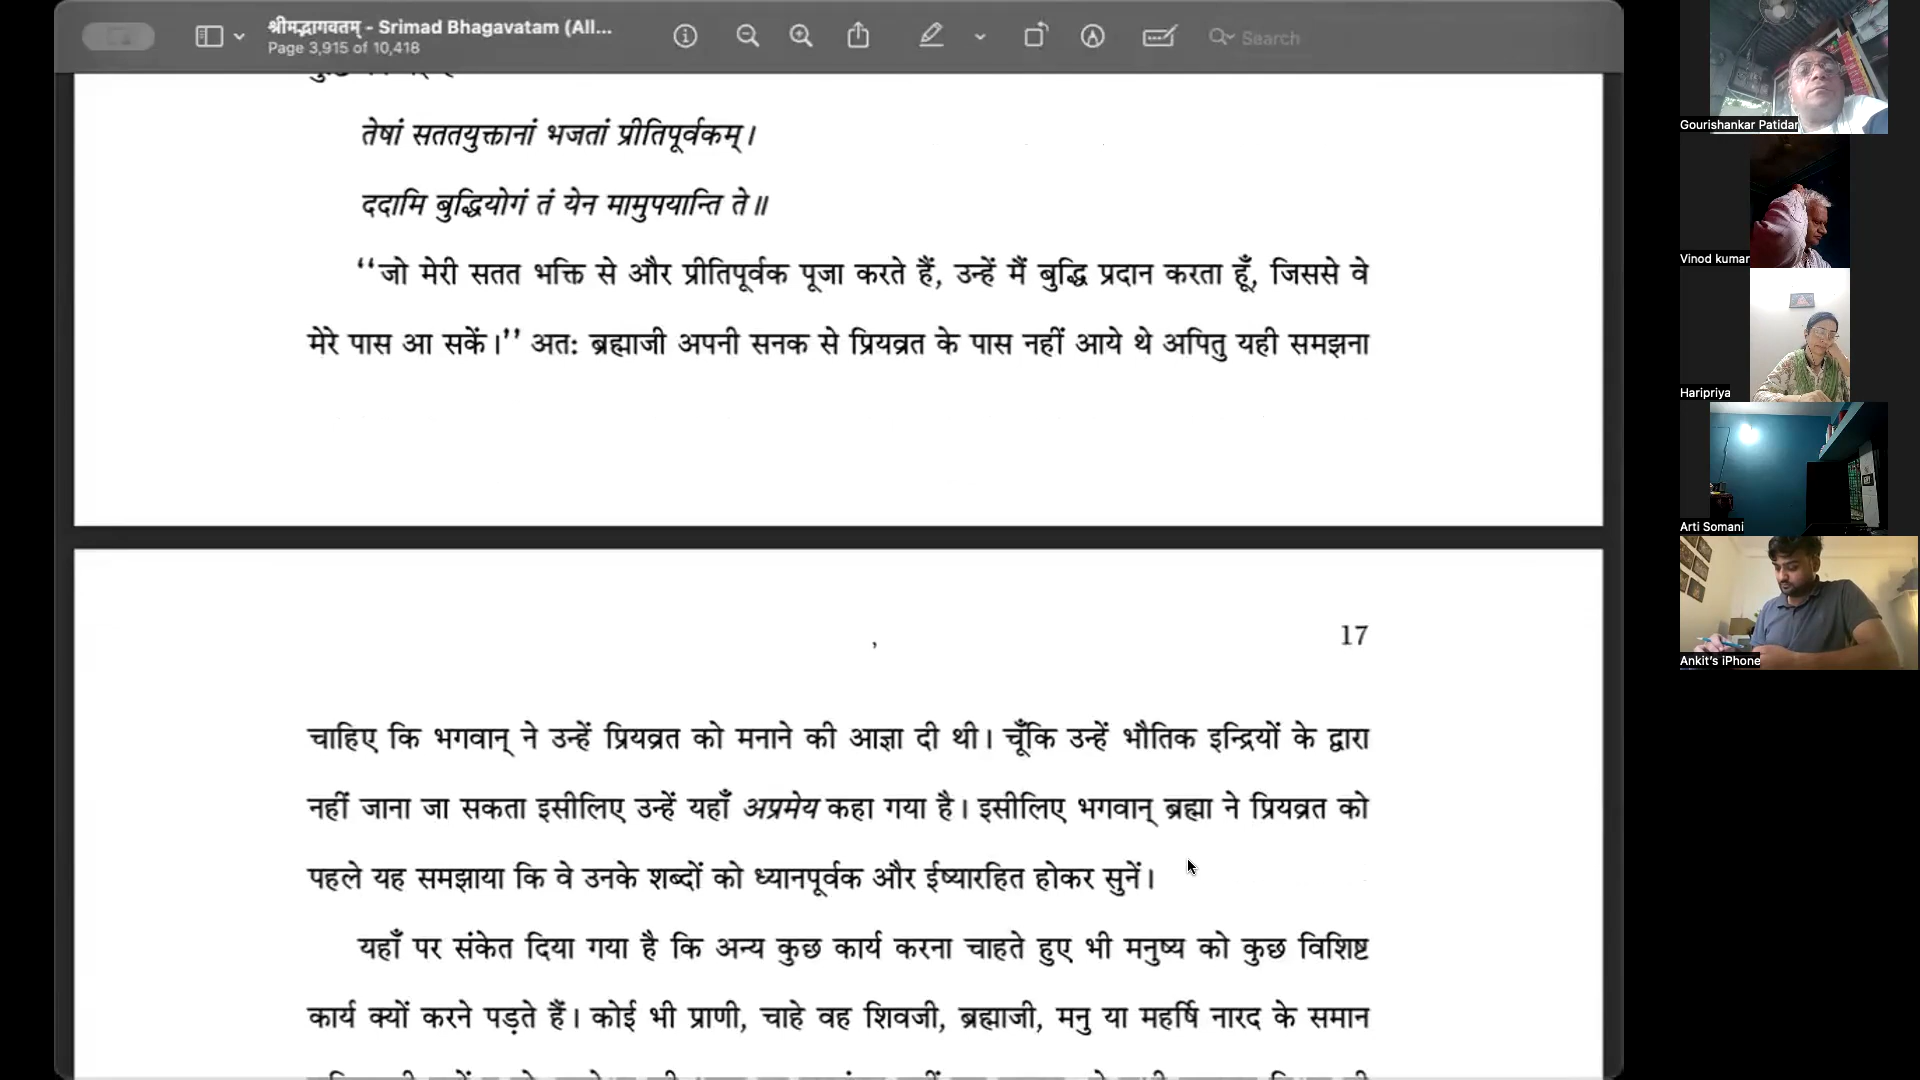 श्रीमद्भागवतम् - Srimad Bhagavatam (All...
Page 3,915 of 10,418
Search
तेषां सततयुक्तानां भजतां प्रीतिपूर्वकम्।
ददामि बुद्धियोगं तं येन मामुपयान्ति ते॥
‘‘जो मेरी सतत भक्ति से और प्रीतिपूर्वक पूजा करते हैं, उन्हें मैं बुद्धि प्रदान करता हूँ, जिससे वे
मेरे पास आ सकें।’’ अतः ब्रह्माजी अपनी सनक से प्रियव्रत के पास नहीं आये थे अपितु यही समझना
17
चाहिए कि भगवान् ने उन्हें प्रियव्रत को मनाने की आज्ञा दी थी। चूँकि उन्हें भौतिक इन्द्रियों के द्वारा
नहीं जाना जा सकता इसीलिए उन्हें यहाँ अप्रमेय कहा गया है। इसीलिए भगवान् ब्रह्मा ने प्रियव्रत को
पहले यह समझाया कि वे उनके शब्दों को ध्यानपूर्वक और ईष्यारहित होकर सुनें।
यहाँ पर संकेत दिया गया है कि अन्य कुछ कार्य करना चाहते हुए भी मनुष्य को कुछ विशिष्ट
कार्य क्यों करने पड़ते हैं। कोई भी प्राणी, चाहे वह शिवजी, ब्रह्माजी, मनु या महर्षि नारद के समान
Gourishankar Patidar
Vinod kumar
Haripriya
Arti Somani
Ankit’s iPhone